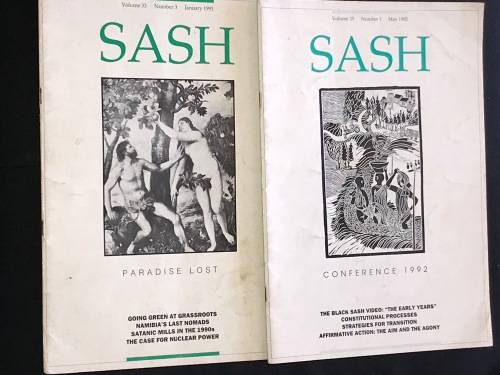 Volume 33 Number 3 January 1991
SASH
PARADISE LOST
GOING GREEN AT GRASSROOTS
NAMIBIA'S LAST NOMADS
SATANIC MILLS IN THE 1990s
THE CASE FOR NUCLEAR POWER
Volume 35 Number 1 May 1992
SASH
CONFERENCE 1992
THE BLACK SASH VIDEO: "THE EARLY YEARS"
CONSTITUTIONAL PROCESSES
STRATEGIES FOR TRANSITION
AFFIRMATIVE ACTION: THE AIM AND THE AGONY